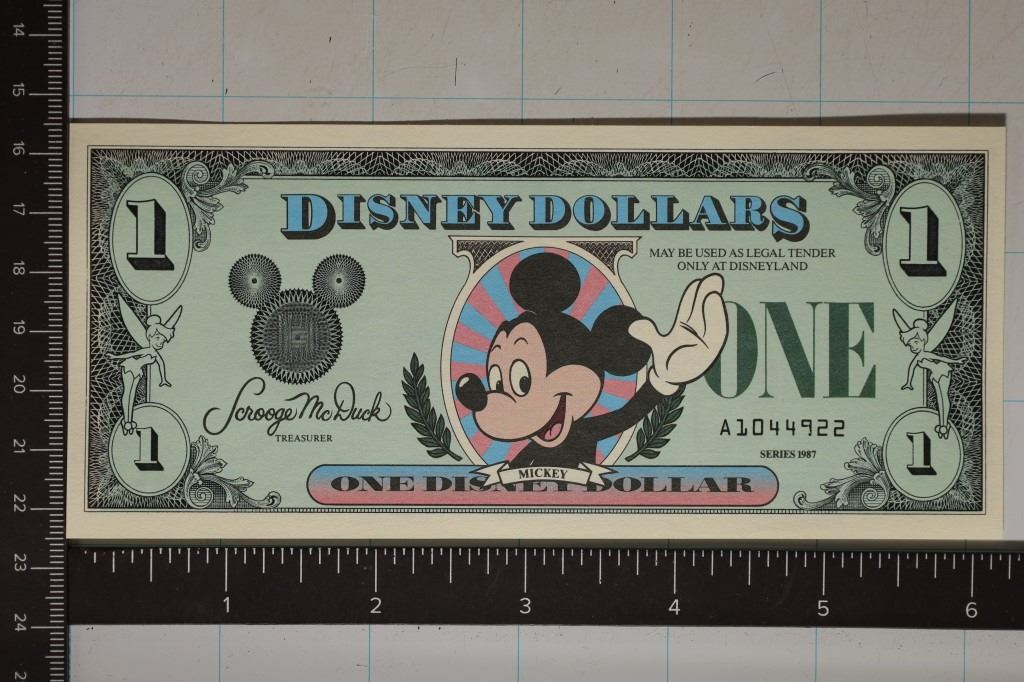 14
15
16
17
18
19
20
21
22
23
24
1
DISNEY DOLLARS
1
MAY BE USED AS LEGAL TENDER
ONLY AT DISNEYLAND
ONE
Scrooge McDuck
TREASURER
A1044922
SERIES 1987
1
MICKEY
1
ONE DISNEY DOLLAR
1 2 3 4 5 6